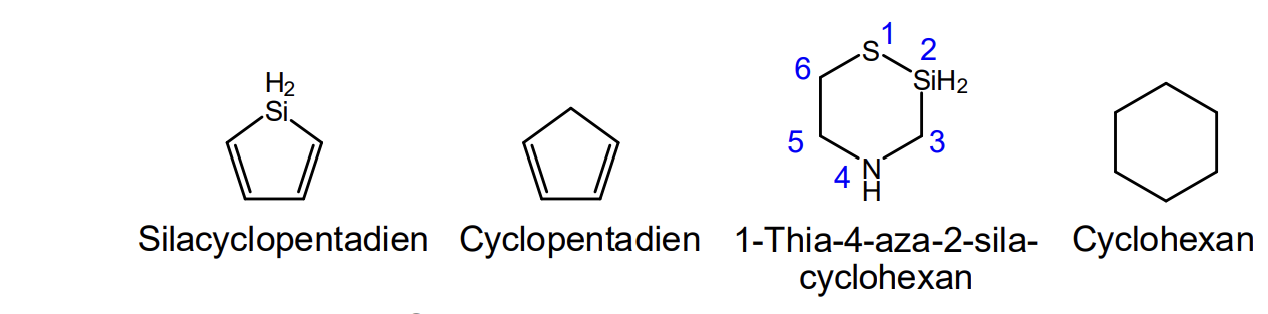 H2
Si
S
1
2
SiH2
6
5
3
4
N
H
Silacyclopentadien
Cyclopentadien
1-Thia-4-aza-2-sila-
cyclohexan
Cyclohexan